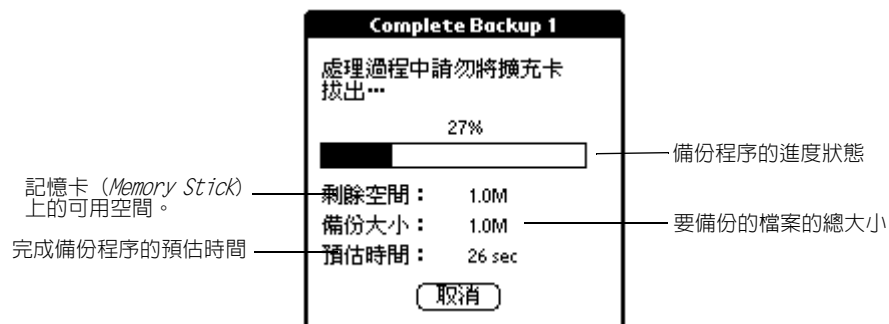 Complete Backup 1
處理過程中請勿將擴充卡
拔出…
27%
備份程序的進度狀態
記憶卡（Memory Stick）
上的可用空間。
剩餘空間： 1.0M
備份大小： 1.0M
要備份的檔案的總大小
完成備份程序的預估時間
預估時間： 26 sec
取消